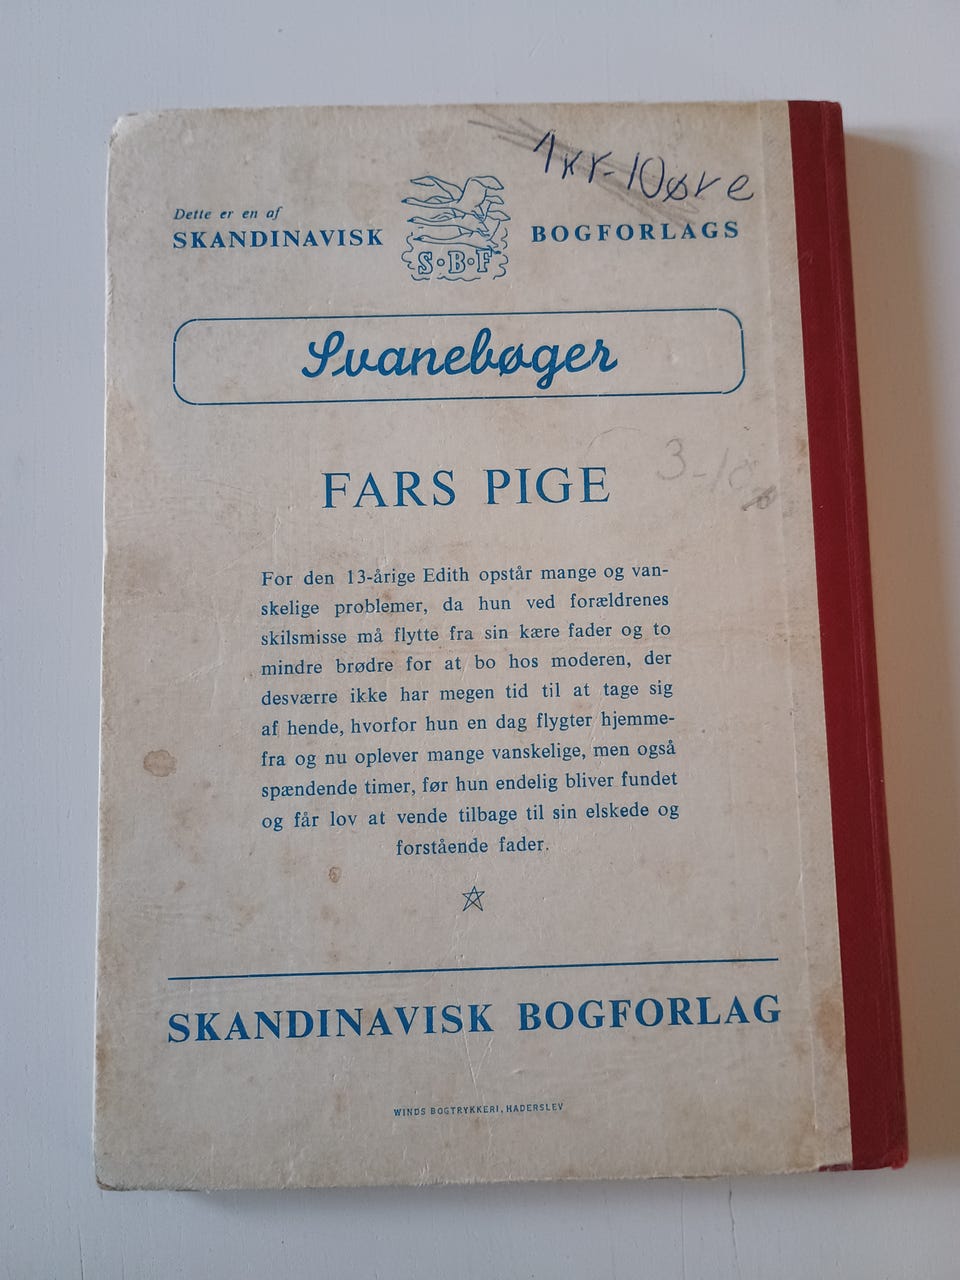 1 kr-10øre
Dette er en af
SKANDINAVISK BOGFORLAGS
S·B·F
Svanebøger
FARS PIGE
3-10
For den 13-årige Edith opstår mange og van-
skelige problemer, da hun ved forældrenes
skilsmisse må flytte fra sin kære fader og to
mindre brødre for at bo hos moderen, der
desværre ikke har megen tid til at tage sig
af hende, hvorfor hun en dag flygter hjemme-
fra og nu oplever mange vanskelige, men også
spændende timer, før hun endelig bliver fundet
og får lov at vende tilbage til sin elskede og
forstående fader.
SKANDINAVISK BOGFORLAG
WINDS BOGTRYKKERI, HADERSLEV